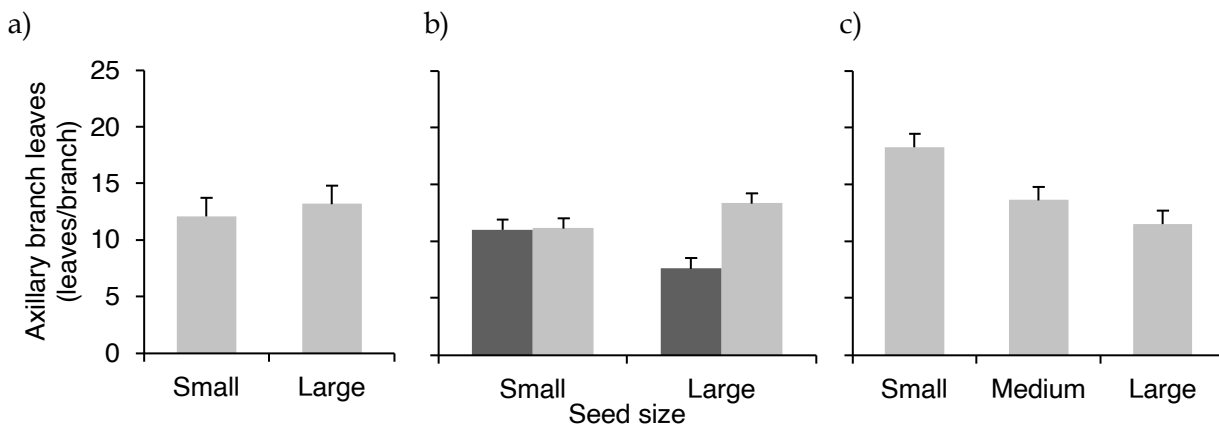 a)
b)
c)
Axillary branch leaves
(leaves/branch)
25
20
15
10
5
0
Small Large
Small Large
Small Medium Large
Seed size